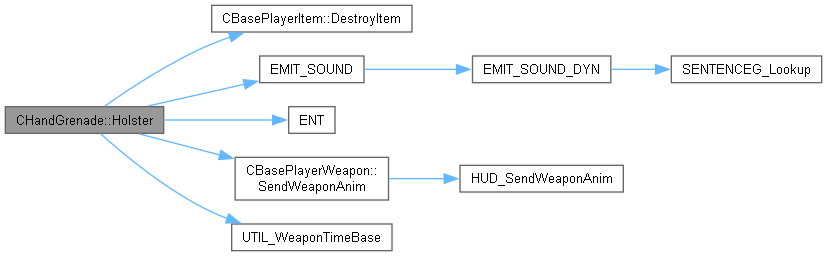 CBasePlayerItem::DestroyItem
EMIT_SOUND
EMIT_SOUND_DYN
SENTENCEG_Lookup
CHandGrenade::Holster
ENT
CBasePlayerWeapon::
SendWeaponAnim
HUD_SendWeaponAnim
UTIL_WeaponTimeBase